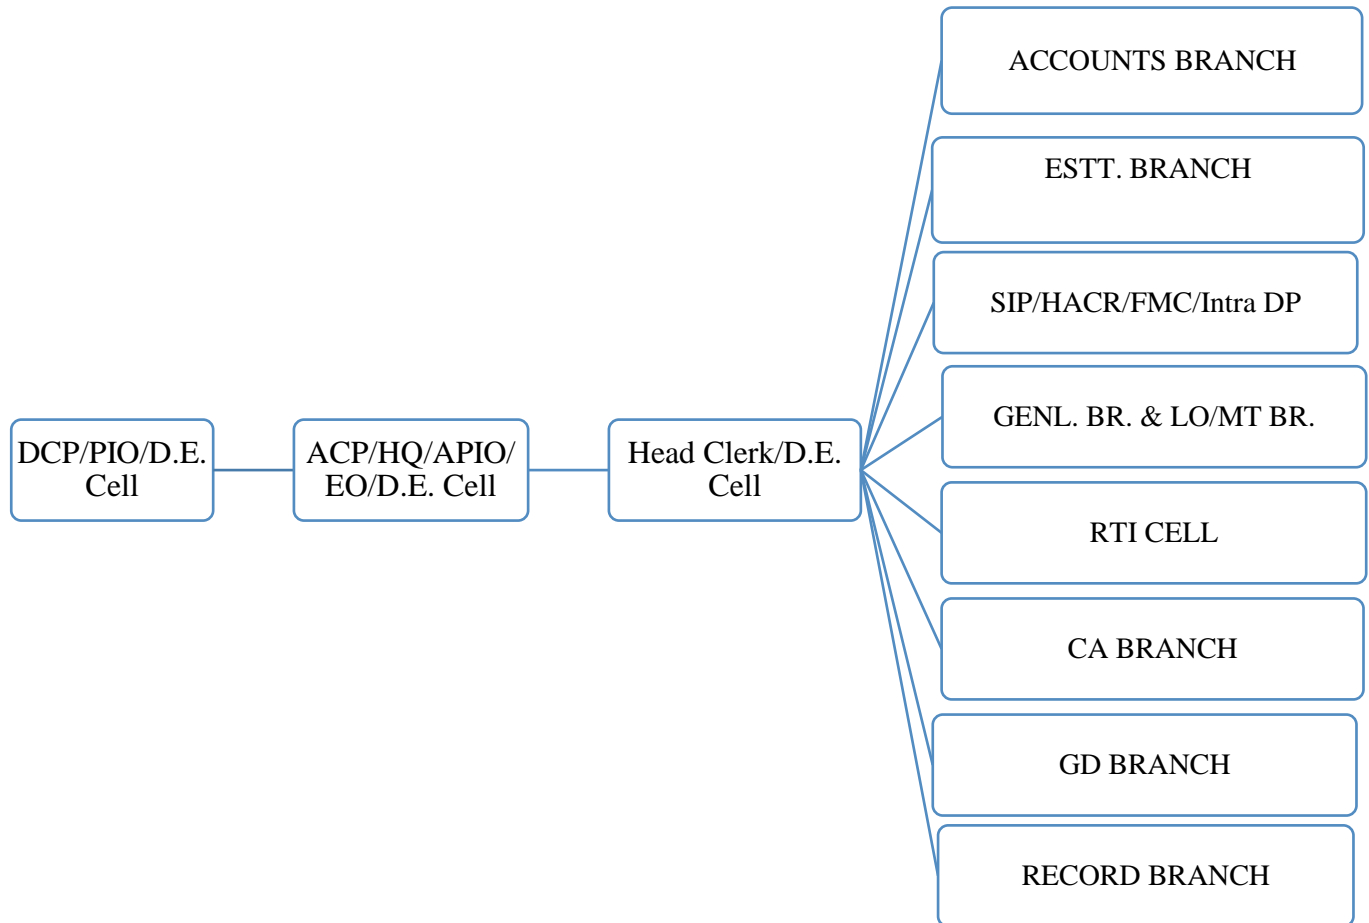 DCP/PIO/D.E.
Cell
ACP/HQ/APIO/
EO/D.E. Cell
Head Clerk/D.E.
Cell
ACCOUNTS BRANCH
ESTT. BRANCH
SIP/HACR/FMC/Intra DP
GENL. BR. & LO/MT BR.
RTI CELL
CA BRANCH
GD BRANCH
RECORD BRANCH